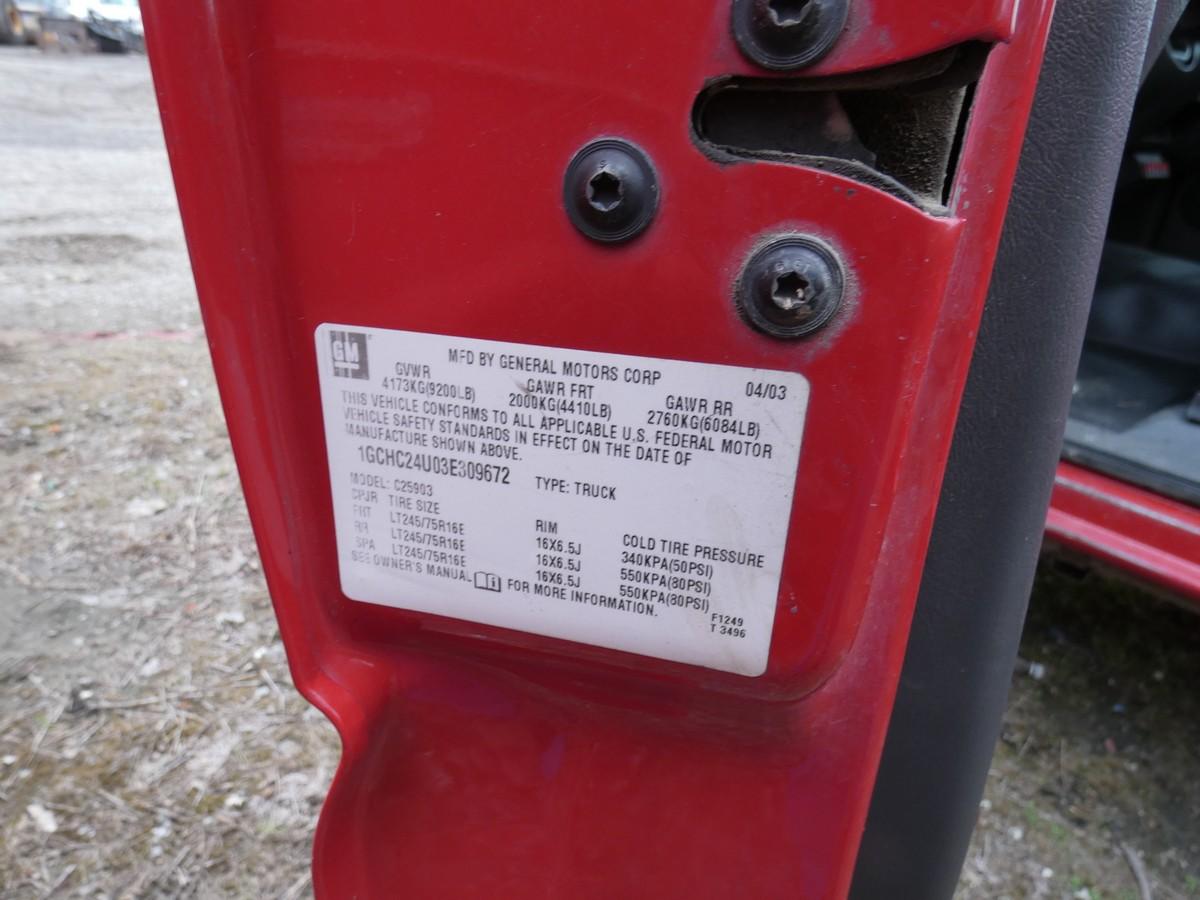 GM MFD BY GENERAL MOTORS CORP 04/03
GVWR GAWR FRT GAWR RR
4173KG(9200LB) 2000KG(4410LB) 2760KG(6084LB)
THIS VEHICLE CONFORMS TO ALL APPLICABLE U.S. FEDERAL MOTOR
VEHICLE SAFETY STANDARDS IN EFFECT ON THE DATE OF
MANUFACTURE SHOWN ABOVE.
1GCHC24U03E309672 TYPE: TRUCK
MODEL: C25903
TIRE SIZE RIM COLD TIRE PRESSURE
FRT LT245/75R16E 16X6.5J 340KPA(50PSI)
RR LT245/75R16E 16X6.5J 550KPA(80PSI)
SPA LT245/75R16E 16X6.5J 550KPA(80PSI)
SEE OWNER'S MANUAL FOR MORE INFORMATION.
F1249
T 3496